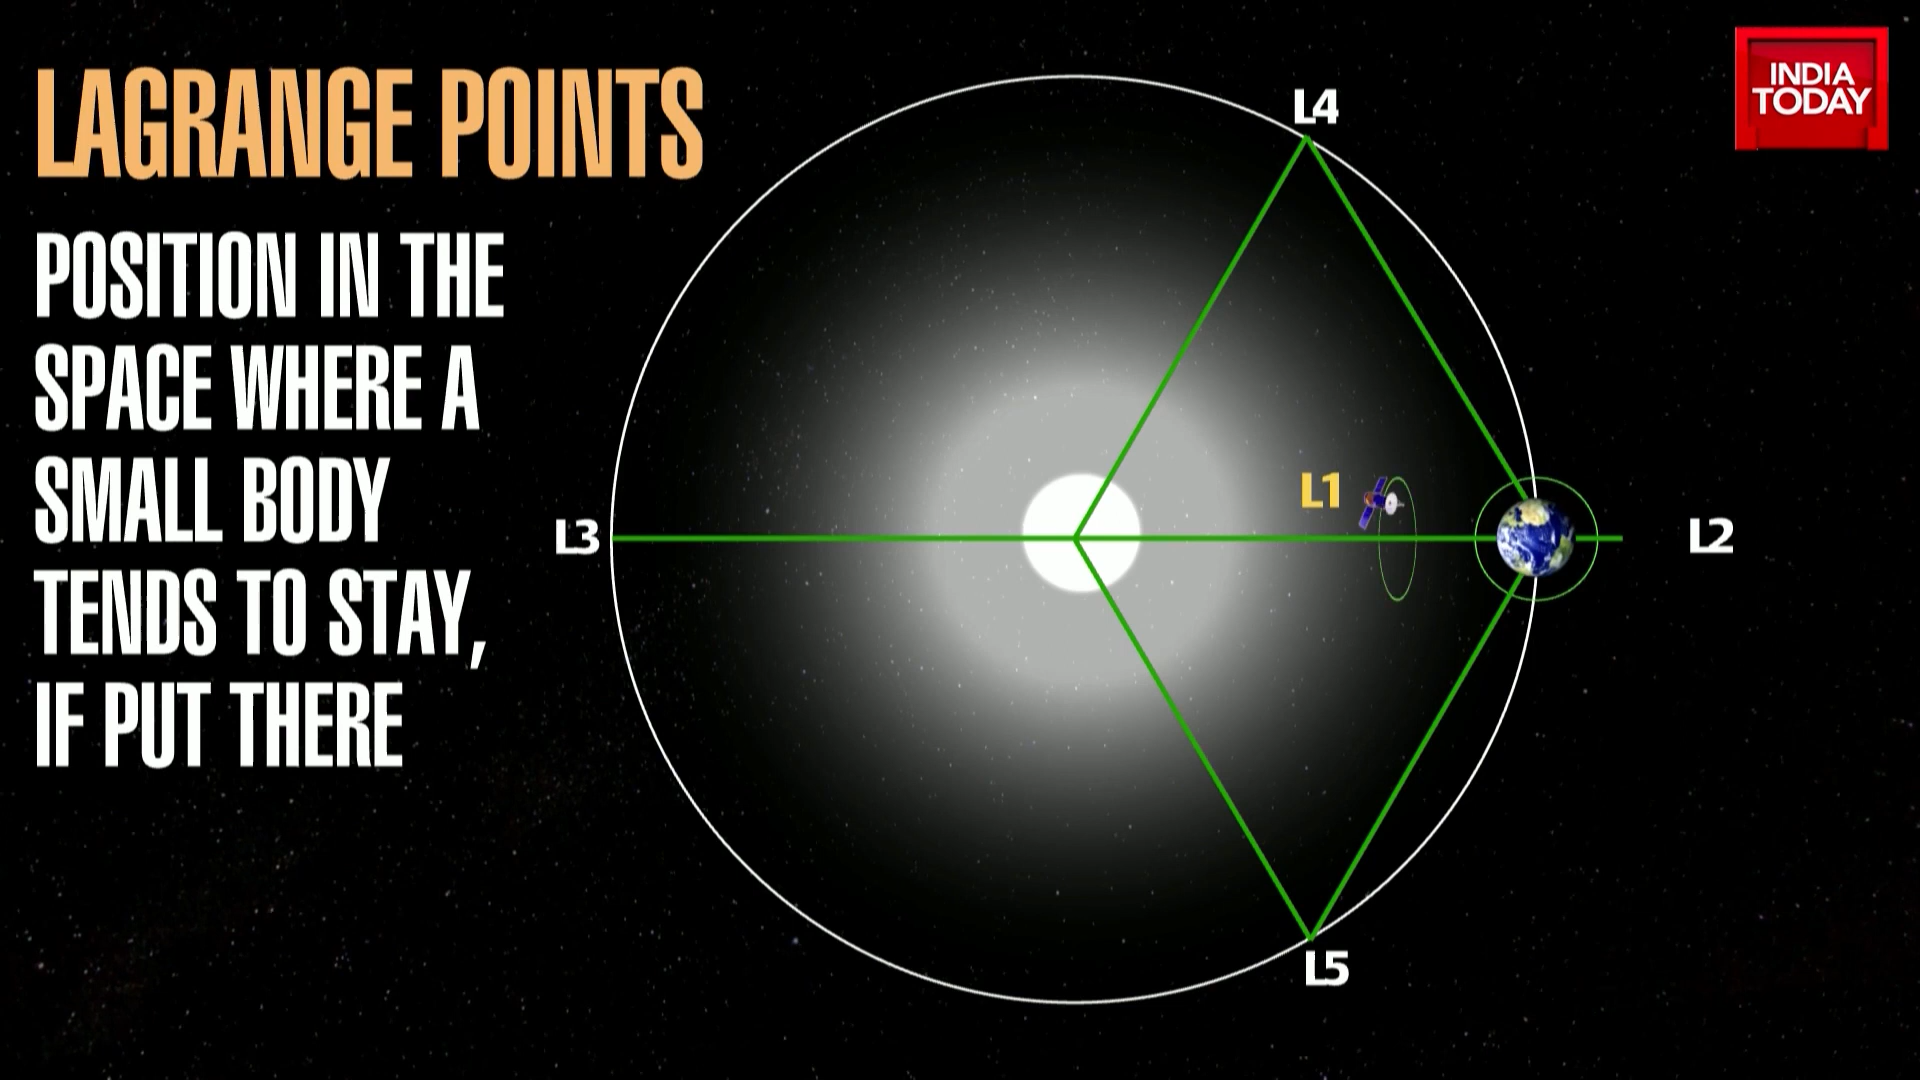 LAGRANGE POINTS
POSITION IN THE
SPACE WHERE A
SMALL BODY
TENDS TO STAY,
IF PUT THERE
L4
L1
L3
L2
L5
INDIA
TODAY